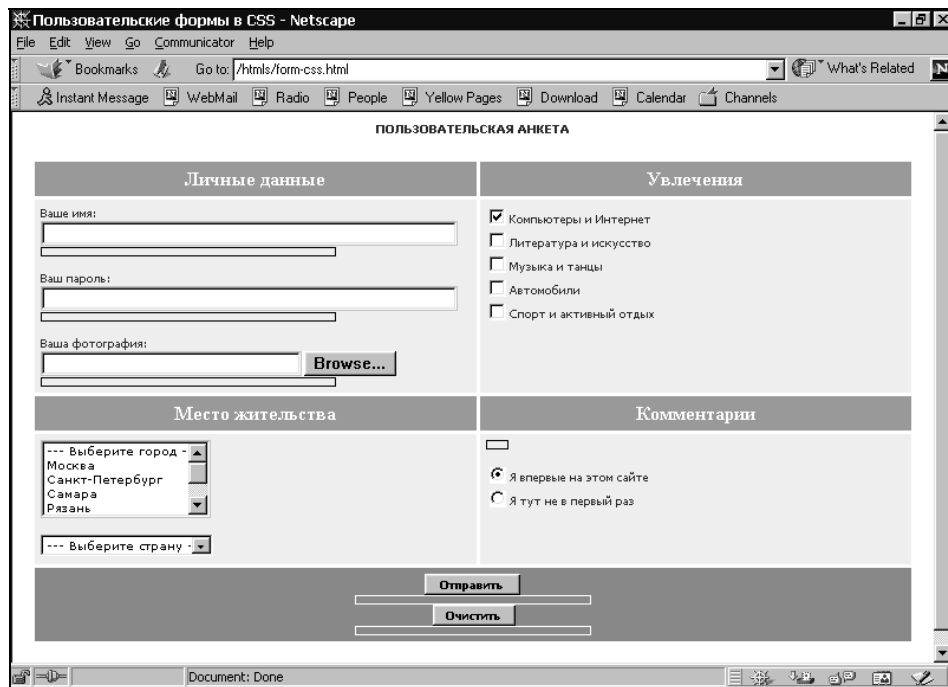 Пользовательские формы в CSS - Netscape
File Edit View Go Communicator Help
Bookmarks Go to: /htmls/form-css.html What's Related N
Instant Message WebMail Radio People Yellow Pages Download Calendar Channels
ПОЛЬЗОВАТЕЛЬСКАЯ АНКЕТА
Личные данные Увлечения
Ваше имя:
Компьютеры и Интернет
Литература и искусство
Музыка и танцы
Ваш пароль:
Автомобили
Спорт и активный отдых
Ваша фотография:
Browse...
Место жительства Комментарии
--- Выберите город -
Москва
Санкт-Петербург
Самара
Рязань
Я впервые на этом сайте
Я тут не в первый раз
--- Выберите страну -
Отправить
Очистить
Document: Done